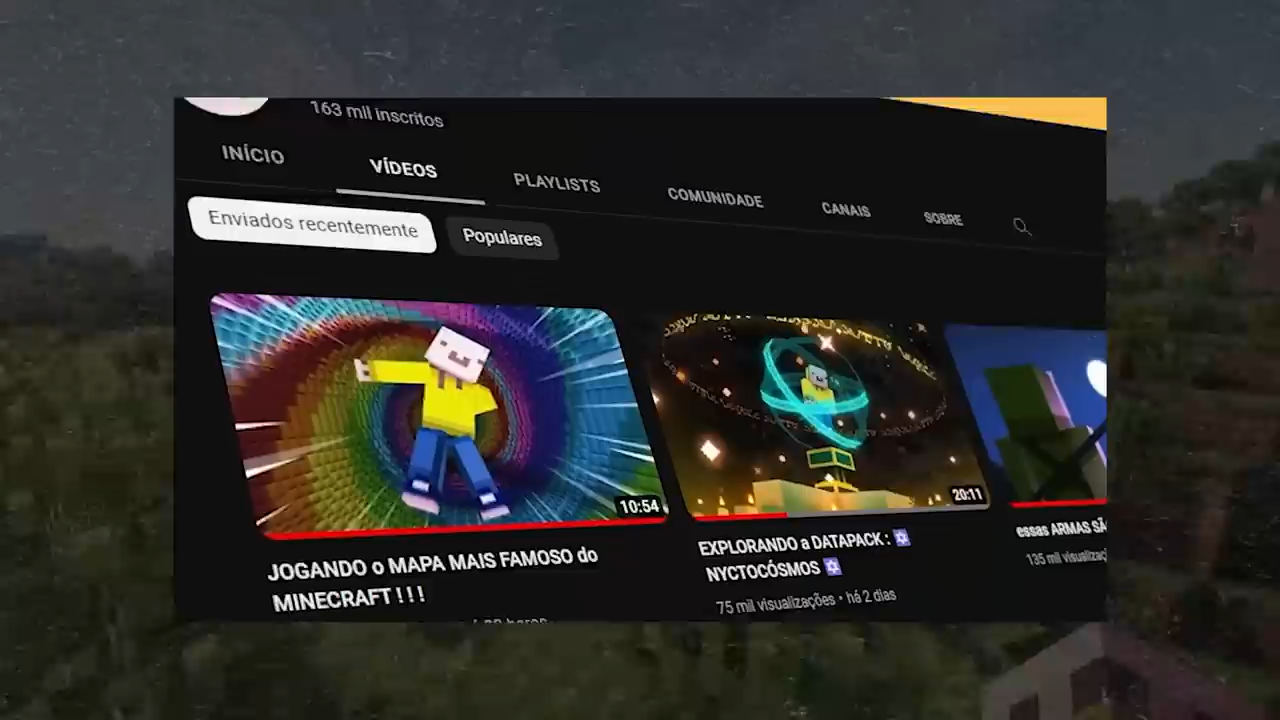 163 mil inscritos
INÍCIO
VÍDEOS
PLAYLISTS
COMUNIDADE
CANAIS
SOBRE
Enviados recentemente
Populares
10:54
20:11
JOGANDO o MAPA MAIS FAMOSO do
MINECRAFT ! ! !
EXPLORANDO a DATAPACK : 🔯
NYCTOCÓSMOS 🔯
75 mil visualizações • há 2 dias
essas ARMAS
135 mil